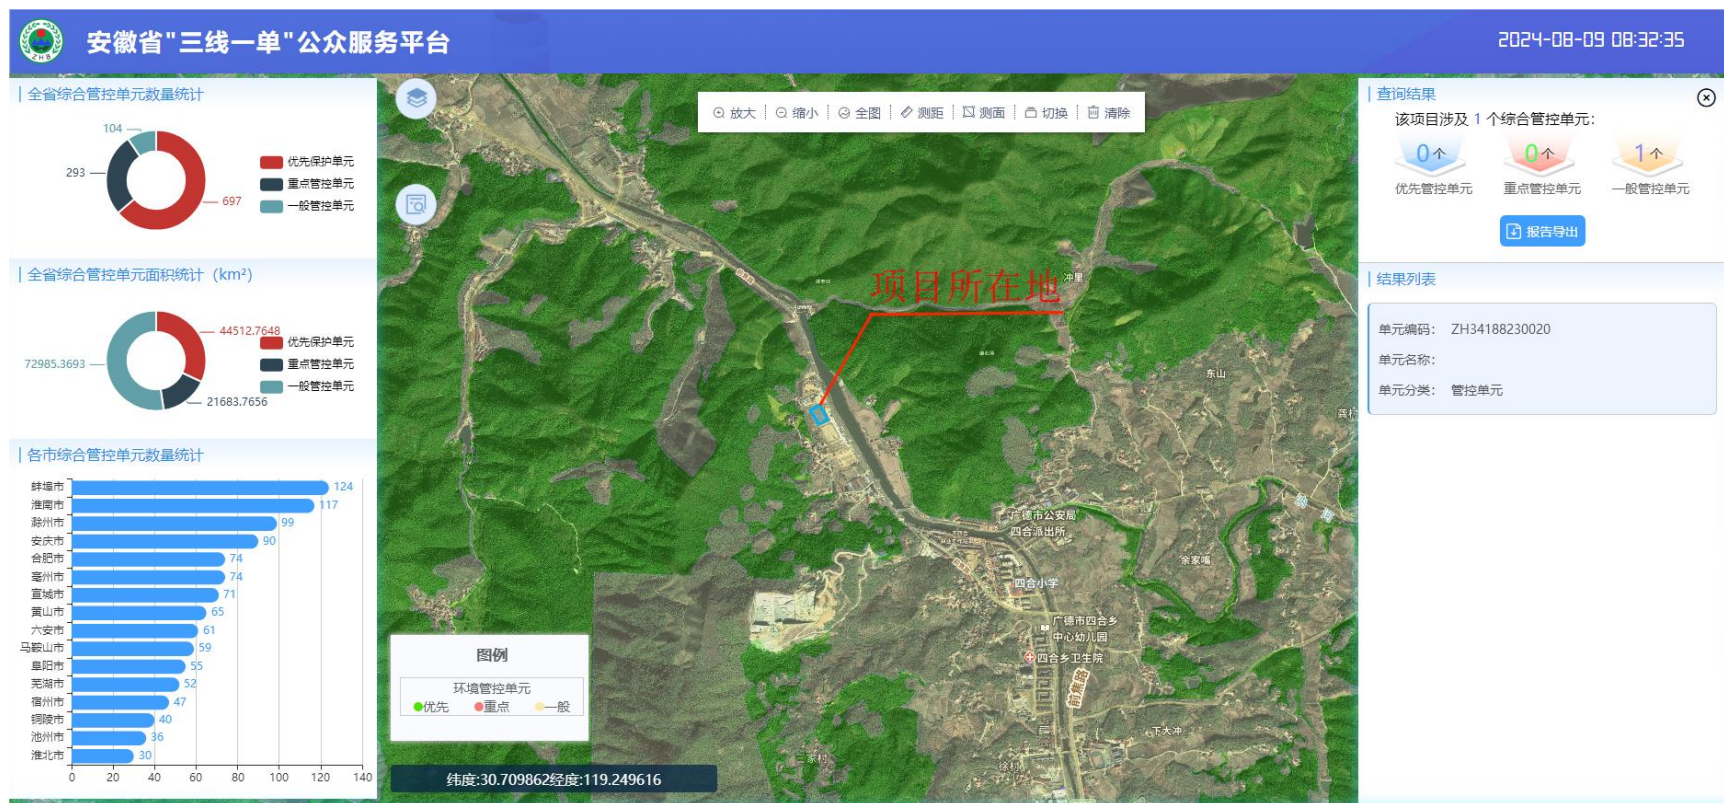 安徽省"三线一单"公众服务平台
2024-08-09 08:32:35
ZHB
全省综合管控单元数量统计
104
293
697
优先保护单元
重点管控单元
一般管控单元
全省综合管控单元面积统计（km²）
44512.7648
72985.3693
21683.7656
优先保护单元
重点管控单元
一般管控单元
各市综合管控单元数量统计
蚌埠市 124
淮南市 117
滁州市 99
安庆市 90
合肥市 74
亳州市 74
宣城市 71
黄山市 65
六安市 61
马鞍山市 59
阜阳市 55
芜湖市 52
宿州市 47
铜陵市 40
池州市 36
淮北市 30
0 20 40 60 80 100 120 140
放大 缩小 全图 测距 测面 切换 清除
项目所在地
冲里
东山
龚村
广德市公安局
四合派出所
余家嘴
四合小学
广德市四合乡
中心幼儿园
四合乡卫生院
前焦路
下大冲
三家村
徐村
图例
环境管控单元
优先 重点 一般
纬度:30.709862经度:119.249616
查询结果
该项目涉及 1 个综合管控单元:
0个 0个 1个
优先管控单元 重点管控单元 一般管控单元
报告导出
结果列表
单元编码： ZH34188230020
单元名称：
单元分类： 管控单元